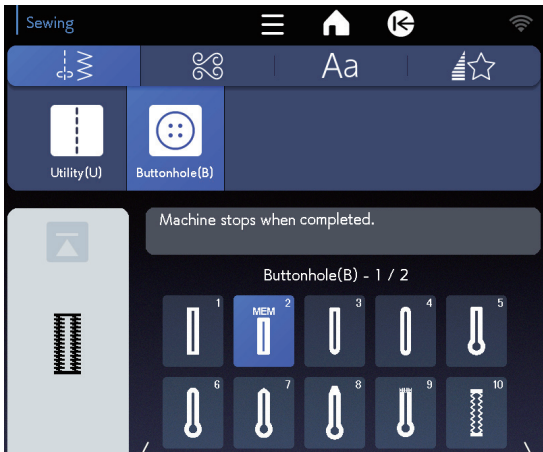 Sewing
Aa
Utility(U)
Buttonhole(B)
Machine stops when completed.
Buttonhole(B) - 1 / 2
1
MEM 2
3
4
5
6
7
8
9
10